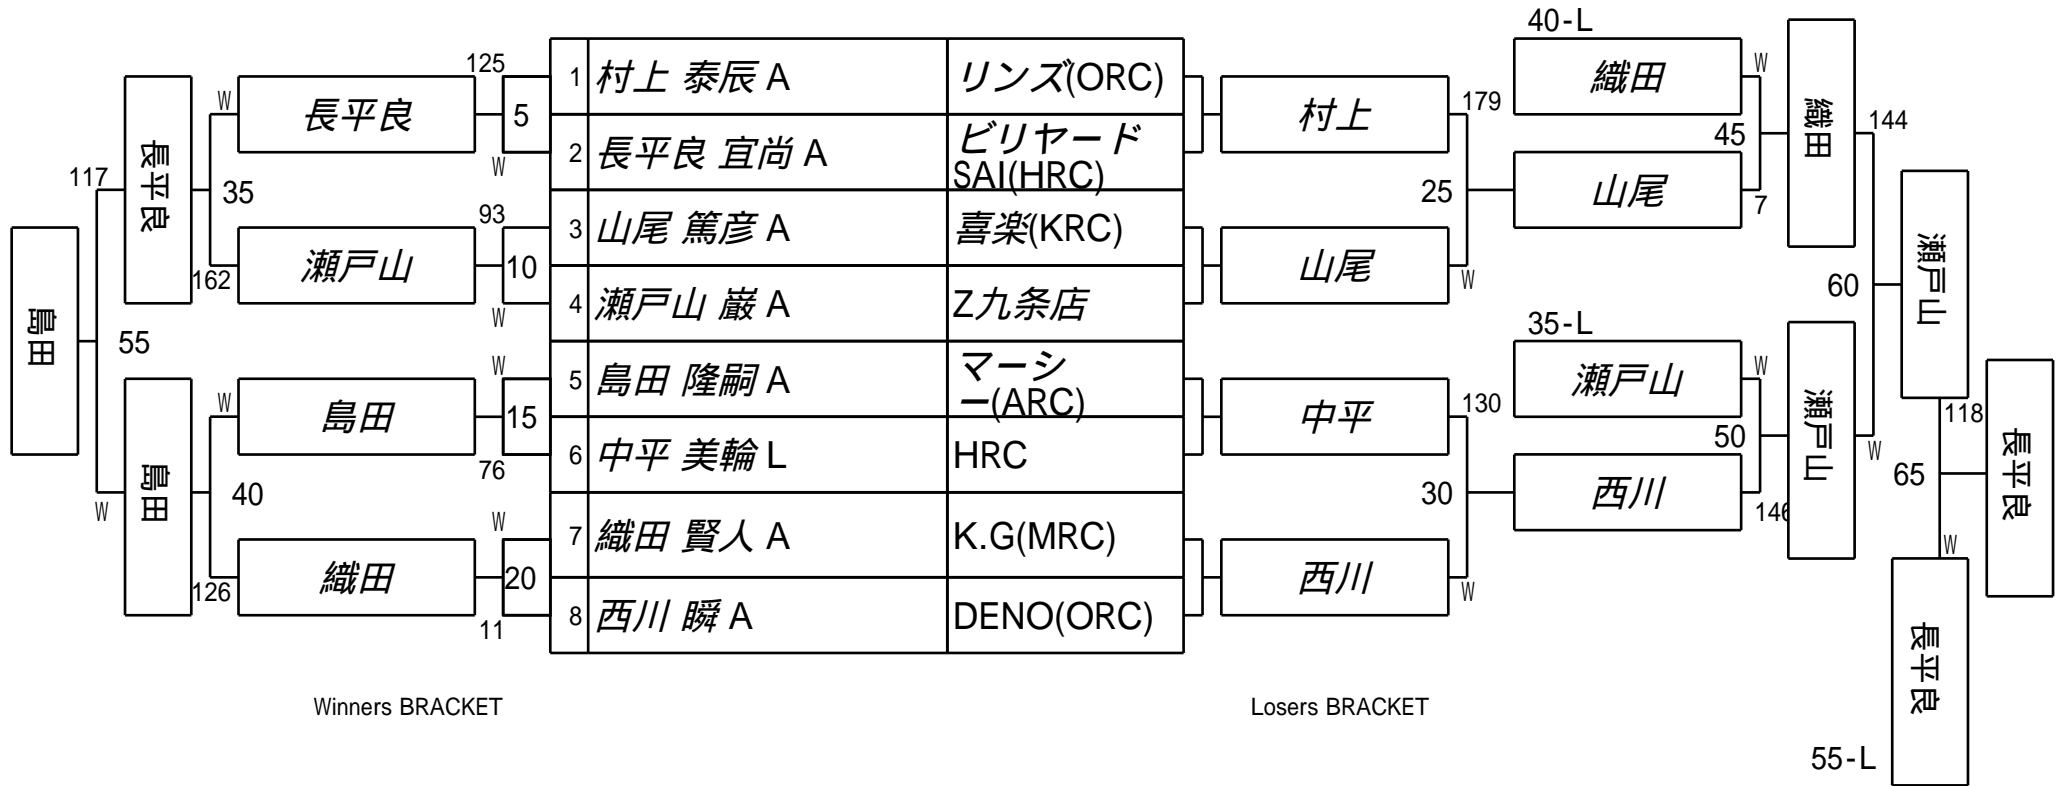 島田
117
55
W
長平良
島田
W
35
162
W
40
126
長平良
瀬戸山
島田
織田
125
5
W
93
10
W
W
15
76
W
20
11
1 村上 泰辰 A リンズ(ORC)
2 長平良 宜尚 A ビリヤード
SAI(HRC)
3 山尾 篤彦 A 喜楽(KRC)
4 瀬戸山 巌 A Z九条店
5 島田 隆嗣 A マーシ
ー(ARC)
6 中平 美輪 L HRC
7 織田 賢人 A K.G(MRC)
8 西川 瞬 A DENO(ORC)
村上
山尾
中平
西川
179
25
W
130
30
W
40-L
織田
山尾
35-L
瀬戸山
西川
W
45
7
W
50
146
織田
瀬戸山
144
60
W
瀬戸山
118
65
W
長平良
長平良
55-L
Winners BRACKET
Losers BRACKET